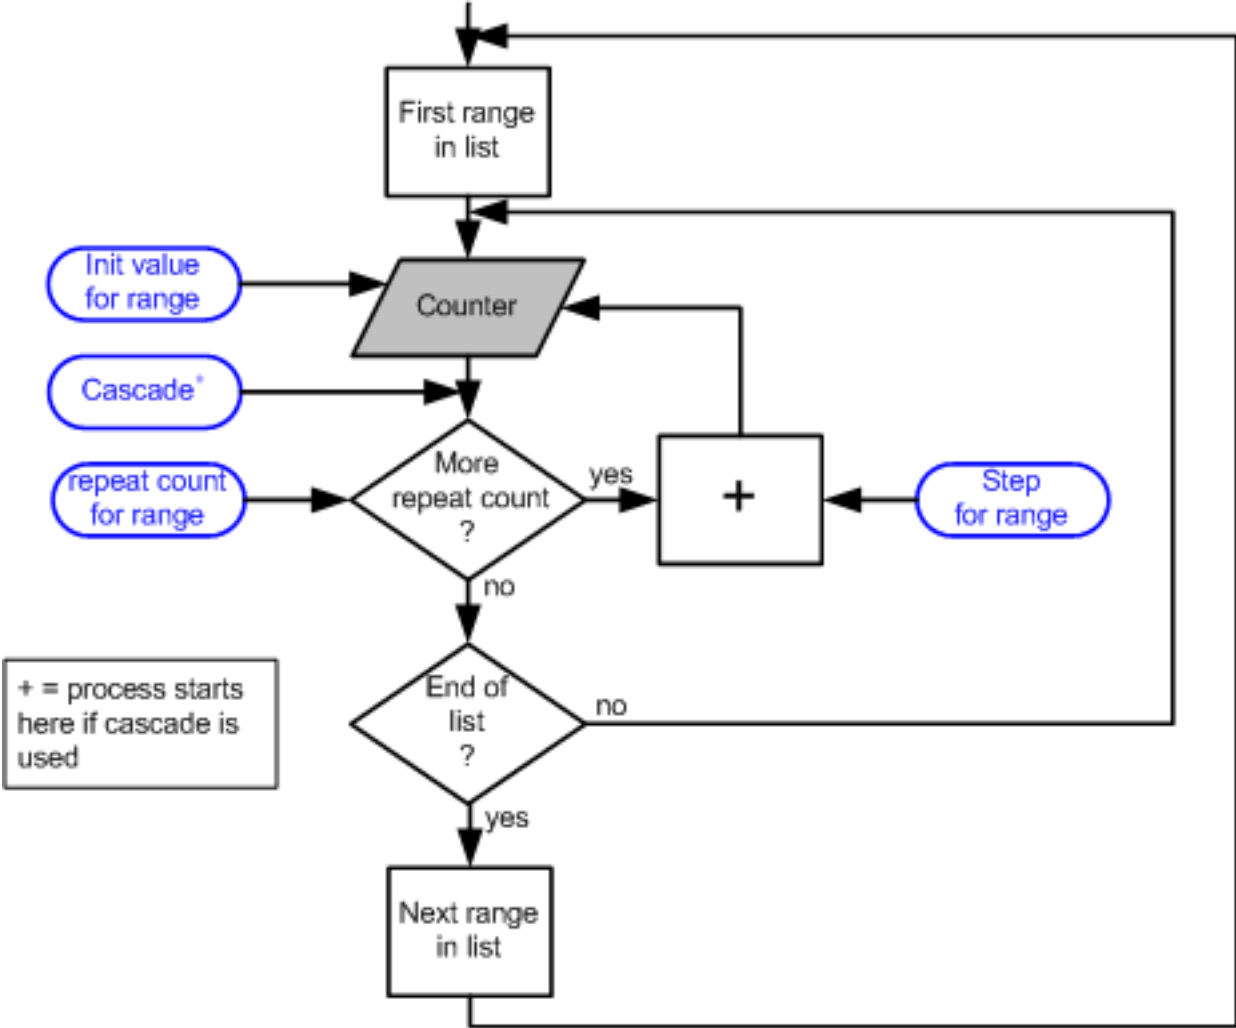 First range
in list
Init value
for range
Counter
Cascade*
More
repeat count
?
yes
repeat count
for range
+
Step
for range
no
End of
list
?
no
+ = process starts
here if cascade is
used
yes
Next range
in list